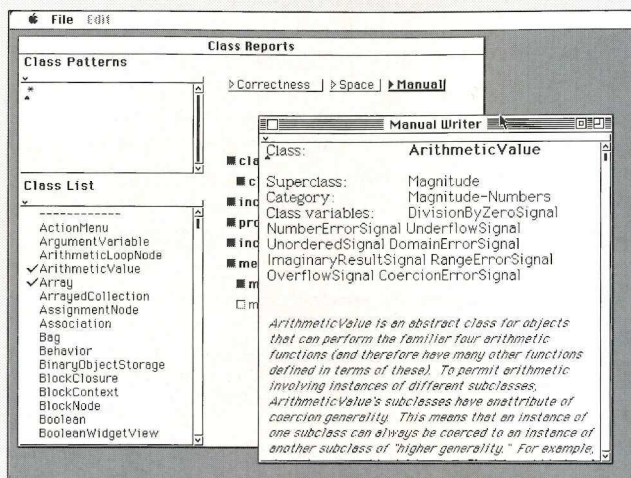 File Edit
Class Reports
Class Patterns
*
Correctness Space Manual
Class List
------------
ActionMenu
ArgumentVariable
ArithmeticLoopNode
ArithmeticValue
Array
ArrayedCollection
AssignmentNode
Association
Bag
Behavior
BinaryObjectStorage
BlockClosure
BlockContext
BlockNode
Boolean
BooleanWidgetView
cla
c
inc
pro
inc
me
m
m
Manual Writer
Class: ArithmeticValue
Superclass: Magnitude
Category: Magnitude-Numbers
Class variables: DivisionByZeroSignal
NumberErrorSignal UnderflowSignal
UnorderedSignal DomainErrorSignal
ImaginaryResultSignal RangeErrorSignal
OverflowSignal CoercionErrorSignal
ArithmeticValue is an abstract class for objects
that can perform the familiar four arithmetic
functions (and therefore have many other functions
defined in terms of these). To permit arithmetic
involving instances of different subclasses,
ArithmeticValue's subclasses have anattribute of
coercion generality. This means that an instance of
one subclass can always be coerced to an instance of
another subclass of "higher generality." For example,